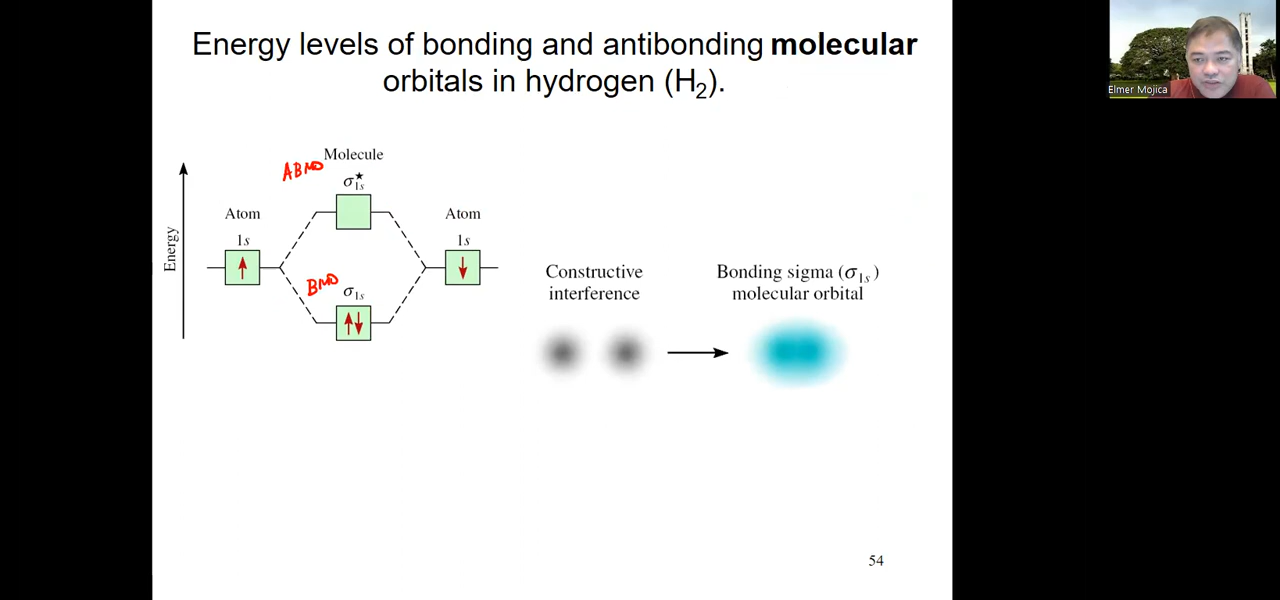 Energy levels of bonding and antibonding molecular
orbitals in hydrogen (H₂).
Elmer Mojica
Molecule
ABMO
σ★1s
Atom
Atom
1s
1s
Energy
↑
↓
BMO
σ1s
↑↓
Constructive
interference
Bonding sigma (σ1s)
molecular orbital
54